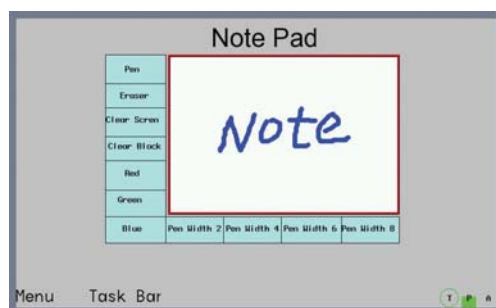 Note Pad
Pen
Eraser
Clear Scren
Clear Block
Red
Green
Blue
Note
Pen Width 2
Pen Width 4
Pen Width 6
Pen Width 8
Menu
Task Bar
T
P
A